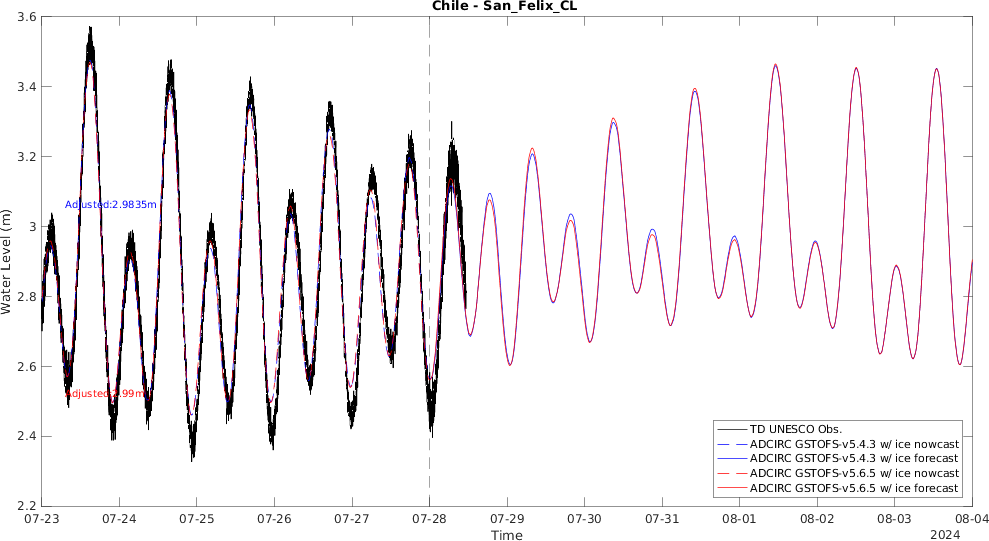 Chile - San_Felix_CL
3.6
3.4
3.2
3
2.8
2.6
2.4
2.2
Water Level (m)
Adjusted:2.9835m
Adjusted:2.99m
TD UNESCO Obs.
ADCIRC GSTOFS-v5.4.3 w/ ice nowcast
ADCIRC GSTOFS-v5.4.3 w/ ice forecast
ADCIRC GSTOFS-v5.6.5 w/ ice nowcast
ADCIRC GSTOFS-v5.6.5 w/ ice forecast
07-23 07-24 07-25 07-26 07-27 07-28 07-29 07-30 07-31 08-01 08-02 08-03 08-04
Time
2024